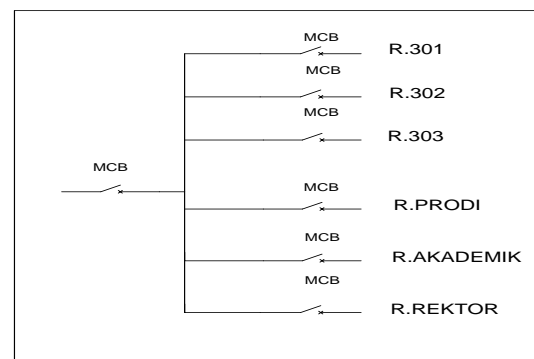 MCB
R.301
MCB
R.302
MCB
R.303
MCB
MCB
R.PRODI
MCB
R.AKADEMIK
MCB
R.REKTOR